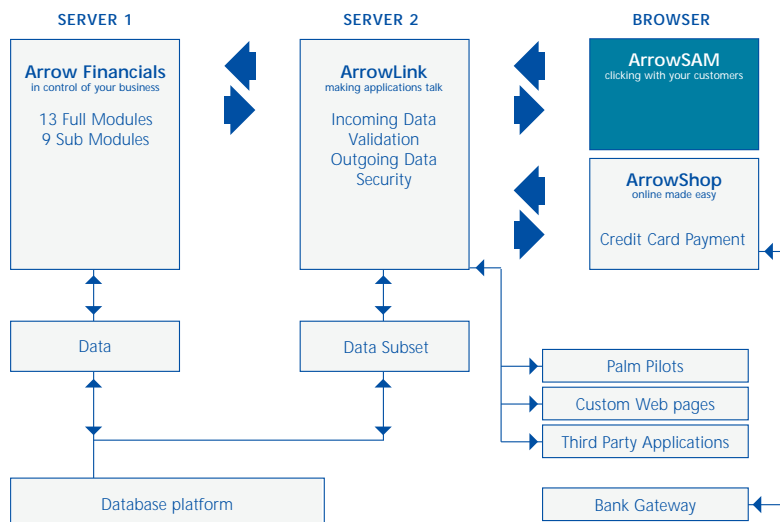 SERVER 1
SERVER 2
BROWSER
Arrow Financials
in control of your business
13 Full Modules
9 Sub Modules
ArrowLink
making applications talk
Incoming Data
Validation
Outgoing Data
Security
ArrowSAM
clicking with your customers
ArrowShop
online made easy
Credit Card Payment
Data
Data Subset
Palm Pilots
Custom Web pages
Third Party Applications
Database platform
Bank Gateway